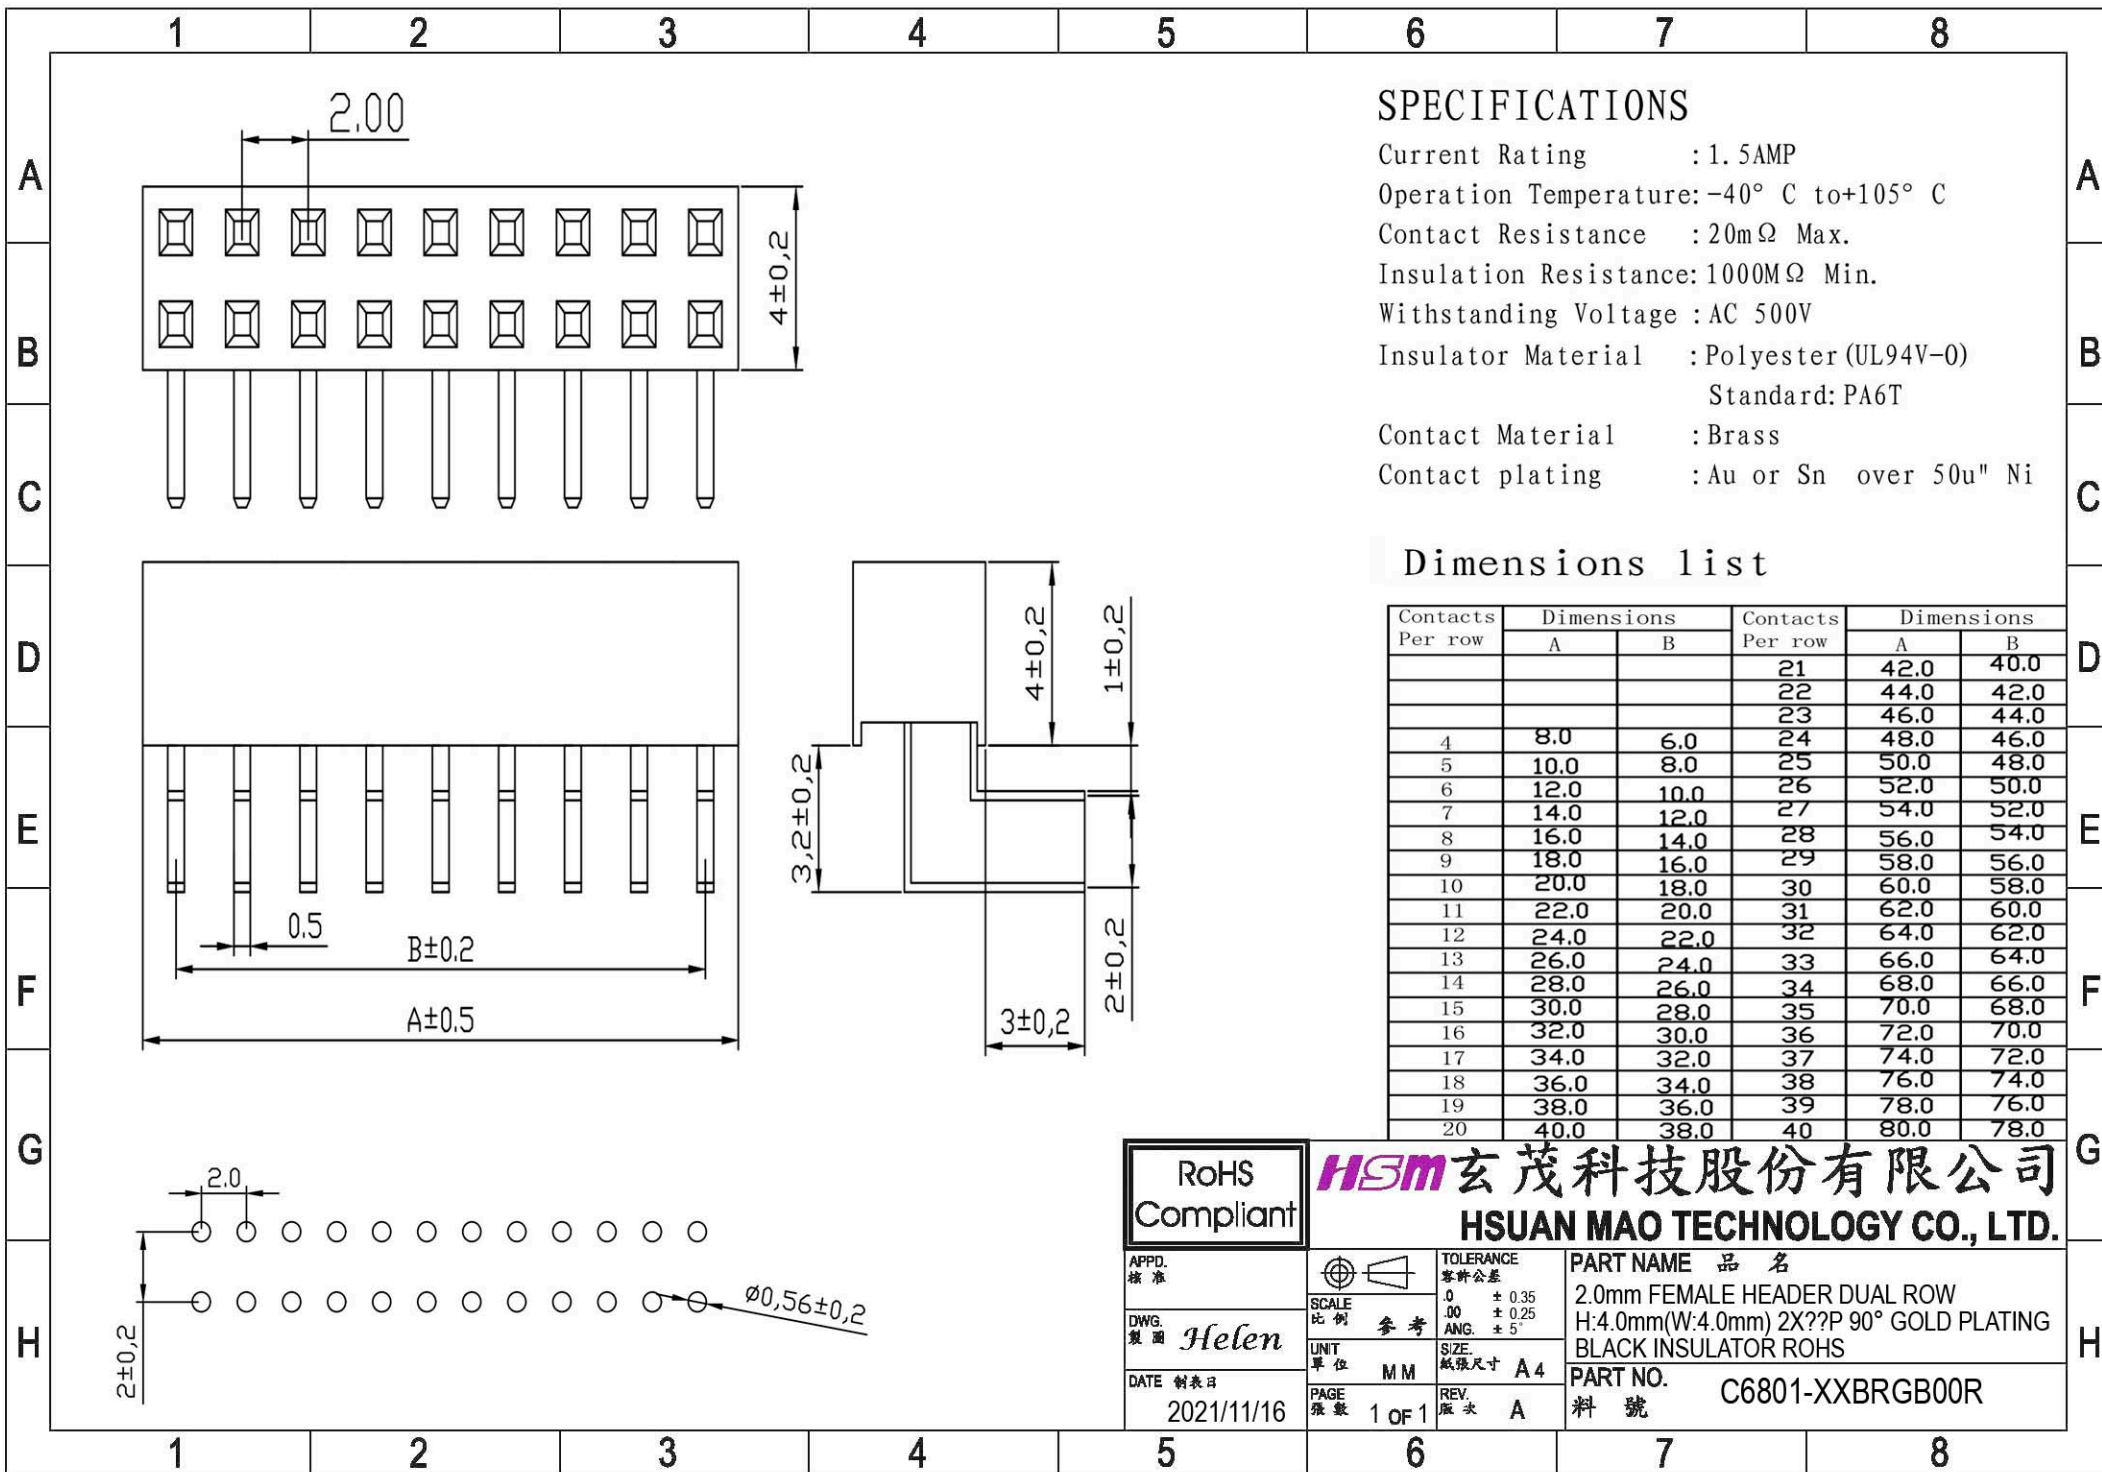 1 2 3 4 5 6 7 8
A A
B B
C C
D D
E E
F F
G G
H H
2.00
4±0,2
4±0,2
1±0,2
3,2±0,2
2±0,2
3±0,2
0.5
B±0.2
A±0.5
2.0
2±0,2
Ø0,56±0,2
SPECIFICATIONS
Current Rating :1.5AMP
Operation Temperature:-40° C to+105° C
Contact Resistance :20mΩ Max.
Insulation Resistance:1000MΩ Min.
Withstanding Voltage :AC 500V
Insulator Material :Polyester(UL94V-0)
Standard:PA6T
Contact Material :Brass
Contact plating :Au or Sn over 50u" Ni
Dimensions list
Contacts Per row Dimensions Contacts Per row Dimensions
A B A B
21 42.0 40.0
22 44.0 42.0
23 46.0 44.0
4 8.0 6.0 24 48.0 46.0
5 10.0 8.0 25 50.0 48.0
6 12.0 10.0 26 52.0 50.0
7 14.0 12.0 27 54.0 52.0
8 16.0 14.0 28 56.0 54.0
9 18.0 16.0 29 58.0 56.0
10 20.0 18.0 30 60.0 58.0
11 22.0 20.0 31 62.0 60.0
12 24.0 22.0 32 64.0 62.0
13 26.0 24.0 33 66.0 64.0
14 28.0 26.0 34 68.0 66.0
15 30.0 28.0 35 70.0 68.0
16 32.0 30.0 36 72.0 70.0
17 34.0 32.0 37 74.0 72.0
18 36.0 34.0 38 76.0 74.0
19 38.0 36.0 39 78.0 76.0
20 40.0 38.0 40 80.0 78.0
RoHS
Compliant
HSM 玄茂科技股份有限公司
HSUAN MAO TECHNOLOGY CO., LTD.
APPD.
核 准
DWG.
製 圖 Helen
DATE 制表日
2021/11/16
SCALE
比 例 參 考
UNIT
單 位 MM
PAGE
張 數 1 OF 1
TOLERANCE
容許公差
.0 ± 0.35
.00 ± 0.25
ANG. ± 5°
SIZE.
紙張尺寸 A4
REV.
版 次 A
PART NAME 品 名
2.0mm FEMALE HEADER DUAL ROW
H:4.0mm(W:4.0mm) 2X??P 90° GOLD PLATING
BLACK INSULATOR ROHS
PART NO.
料 號 C6801-XXBRGB00R
1 2 3 4 5 6 7 8